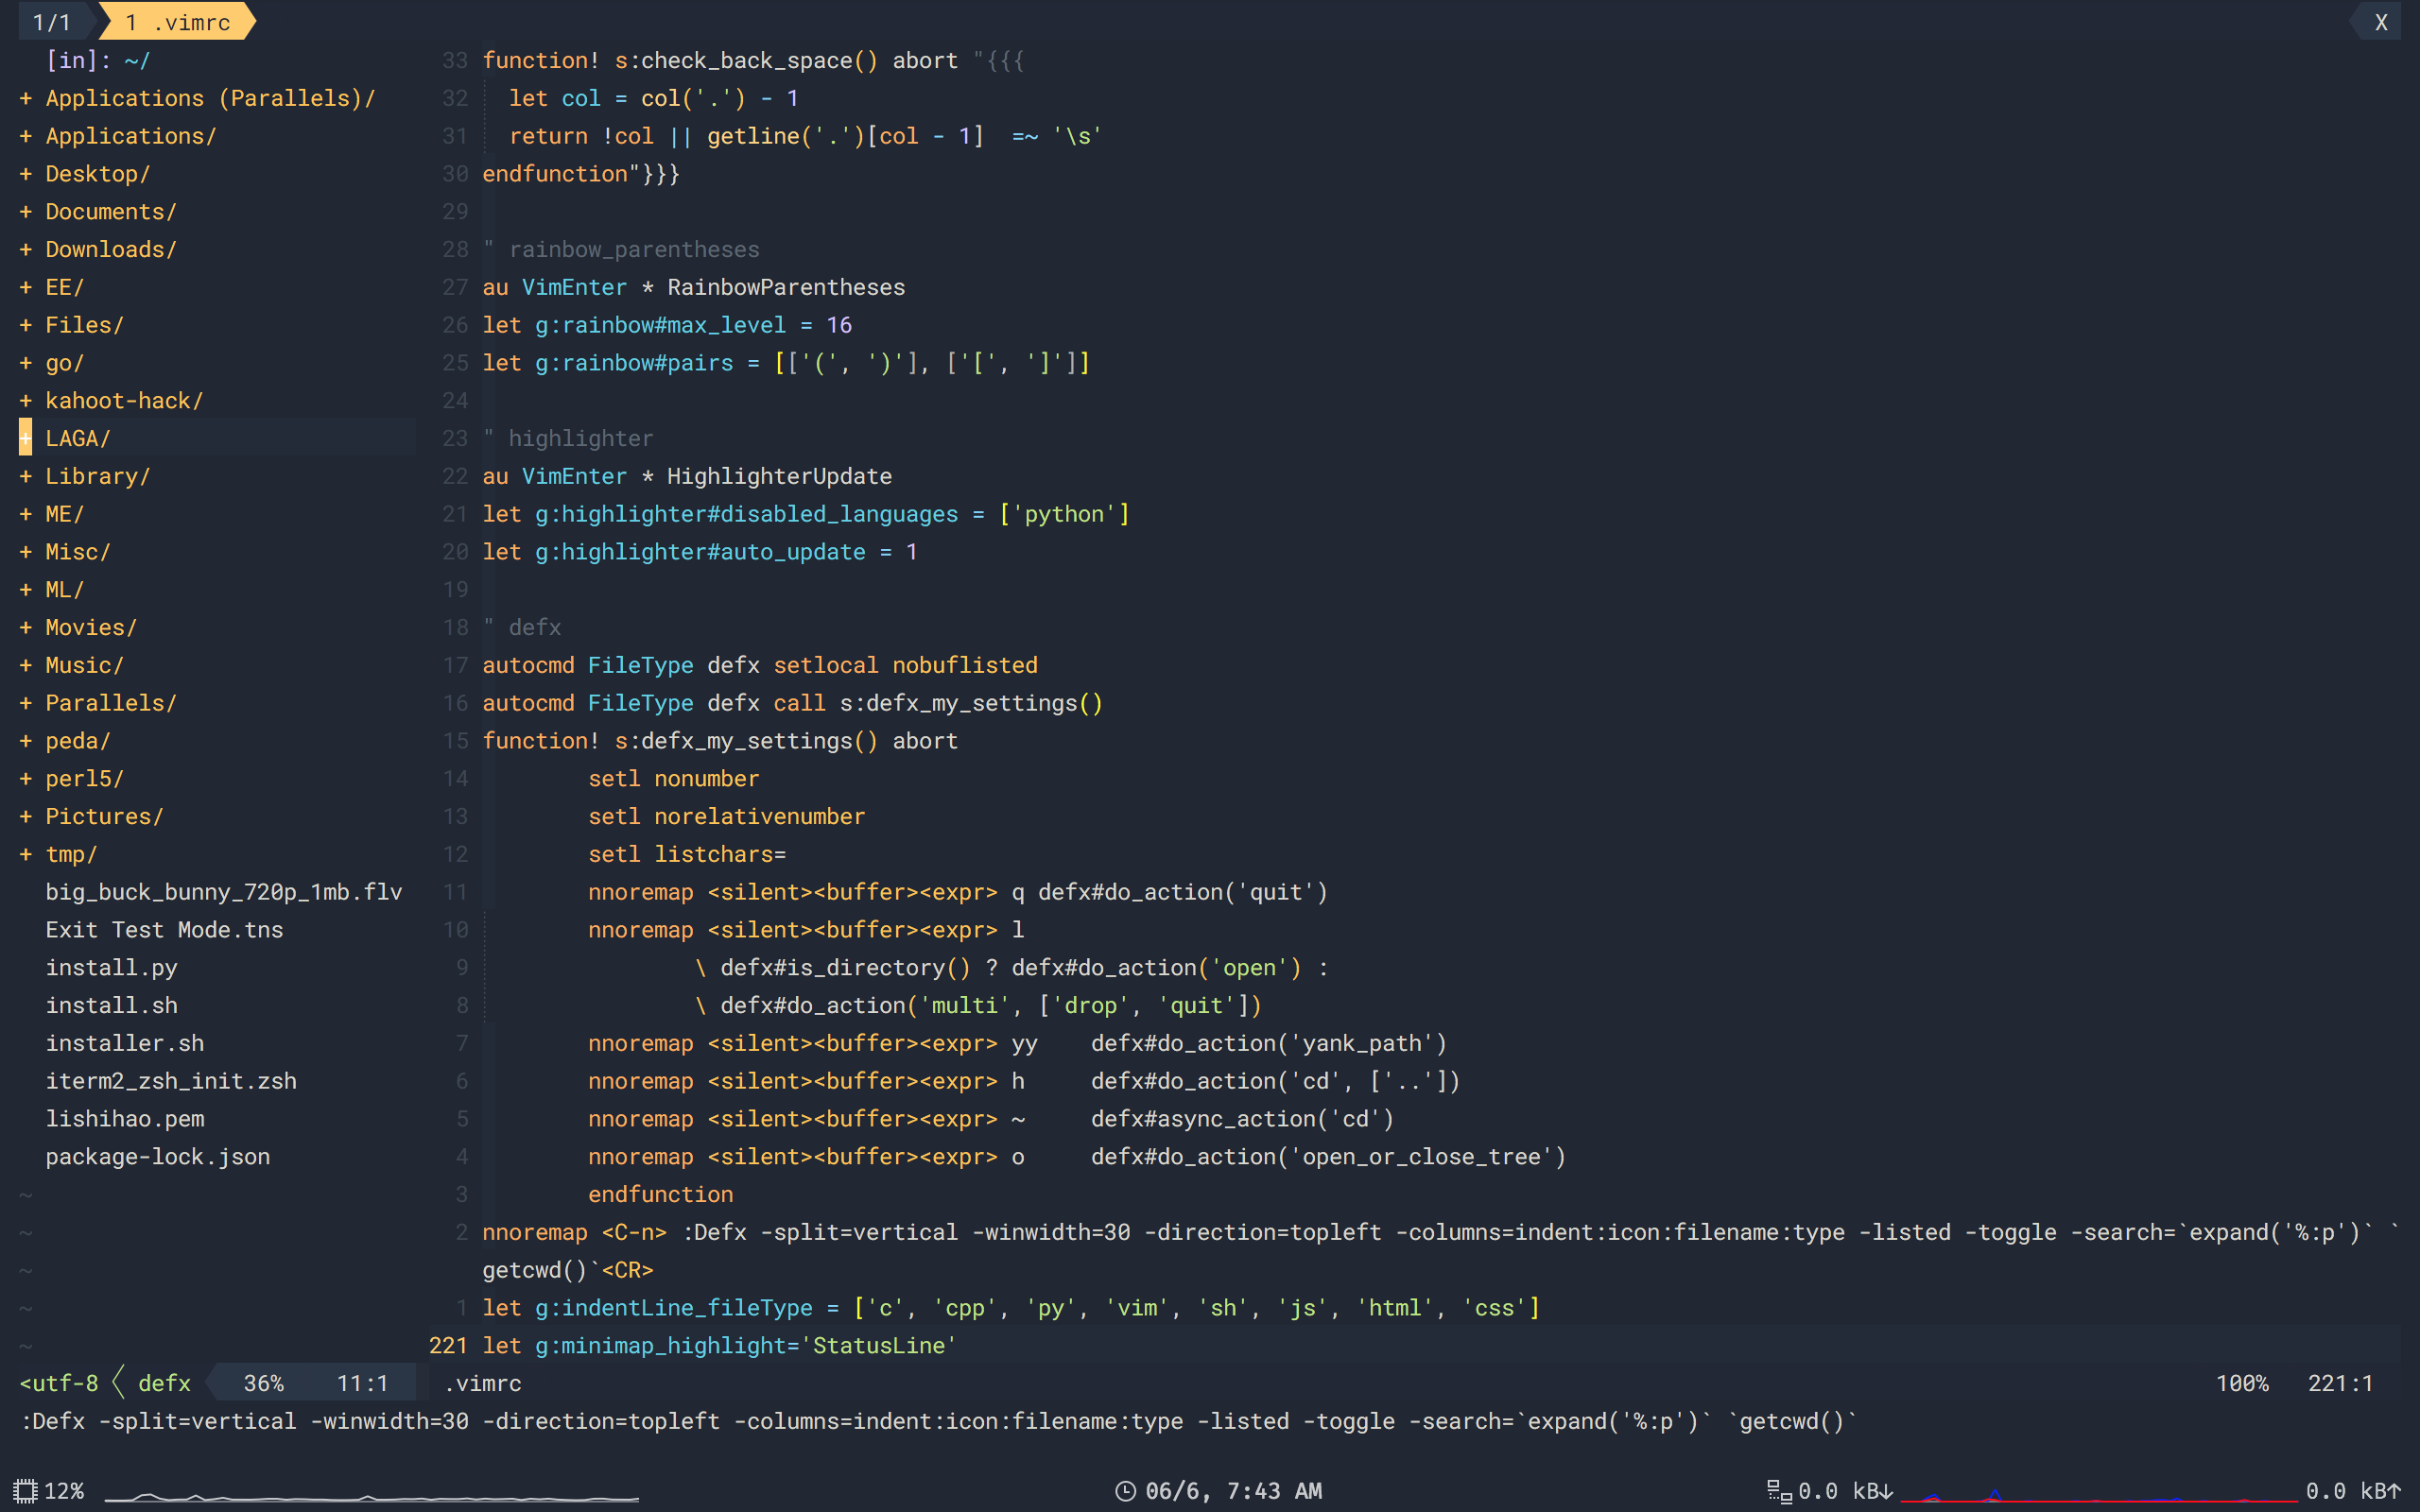 1/1 1 .vimrc X
[in]: ~/
+ Applications (Parallels)/
+ Applications/
+ Desktop/
+ Documents/
+ Downloads/
+ EE/
+ Files/
+ go/
+ kahoot-hack/
+ LAGA/
+ Library/
+ ME/
+ Misc/
+ ML/
+ Movies/
+ Music/
+ Parallels/
+ peda/
+ perl5/
+ Pictures/
+ tmp/
big_buck_bunny_720p_1mb.flv
Exit Test Mode.tns
install.py
install.sh
installer.sh
iterm2_zsh_init.zsh
lishihao.pem
package-lock.json
~
~
~
~
~
<utf-8 defx 36% 11:1
33 function! s:check_back_space() abort "{{{
32 let col = col('.') - 1
31 return !col || getline('.')[col - 1]  =~ '\s'
30 endfunction"}}}
29
28 " rainbow_parentheses
27 au VimEnter * RainbowParentheses
26 let g:rainbow#max_level = 16
25 let g:rainbow#pairs = [['(', ')'], ['[', ']']]
24
23 " highlighter
22 au VimEnter * HighlighterUpdate
21 let g:highlighter#disabled_languages = ['python']
20 let g:highlighter#auto_update = 1
19
18 " defx
17 autocmd FileType defx setlocal nobuflisted
16 autocmd FileType defx call s:defx_my_settings()
15 function! s:defx_my_settings() abort
14 setl nonumber
13 setl norelativenumber
12 setl listchars=
11 nnoremap <silent><buffer><expr> q defx#do_action('quit')
10 nnoremap <silent><buffer><expr> l
9 \ defx#is_directory() ? defx#do_action('open') :
8 \ defx#do_action('multi', ['drop', 'quit'])
7 nnoremap <silent><buffer><expr> yy    defx#do_action('yank_path')
6 nnoremap <silent><buffer><expr> h     defx#do_action('cd', ['..'])
5 nnoremap <silent><buffer><expr> ~     defx#async_action('cd')
4 nnoremap <silent><buffer><expr> o     defx#do_action('open_or_close_tree')
3 endfunction
2 nnoremap <C-n> :Defx -split=vertical -winwidth=30 -direction=topleft -columns=indent:icon:filename:type -listed -toggle -search=`expand('%:p')` `
getcwd()`<CR>
1 let g:indentLine_fileType = ['c', 'cpp', 'py', 'vim', 'sh', 'js', 'html', 'css']
221 let g:minimap_highlight='StatusLine'
.vimrc 100% 221:1
:Defx -split=vertical -winwidth=30 -direction=topleft -columns=indent:icon:filename:type -listed -toggle -search=`expand('%:p')` `getcwd()`
12% 06/6, 7:43 AM 0.0 kB↓ 0.0 kB↑